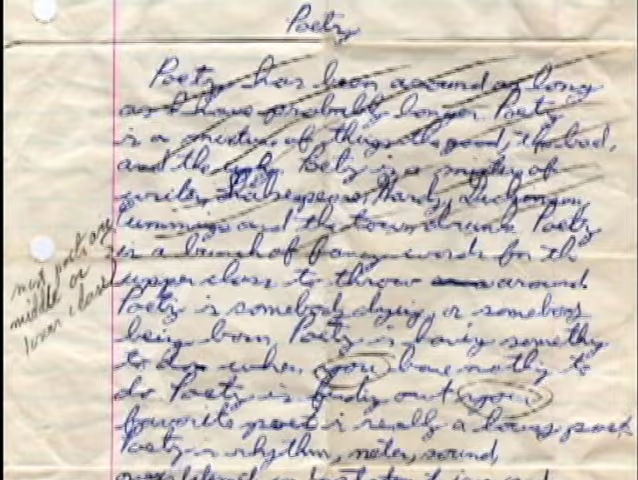 Poetry
Poetry has been around as long
as I have probably longer. Poetry
is a mixture of things the good, the bad,
and the ugly. Poetry is a mixture of
writers, Shakespeare, Hardy, Dickinson,
Cummings and the town drunk. Poetry
is a bunch of fancy words for the
upper class to throw around
Poetry is somebody dying, or somebody
being born, Poetry is having something
to do when you have nothing to
do. Poetry is finding out your
favorite poet is really a lousy poet
Poetry is rhythm, meter, sound,
most poets are
middle or
lower class